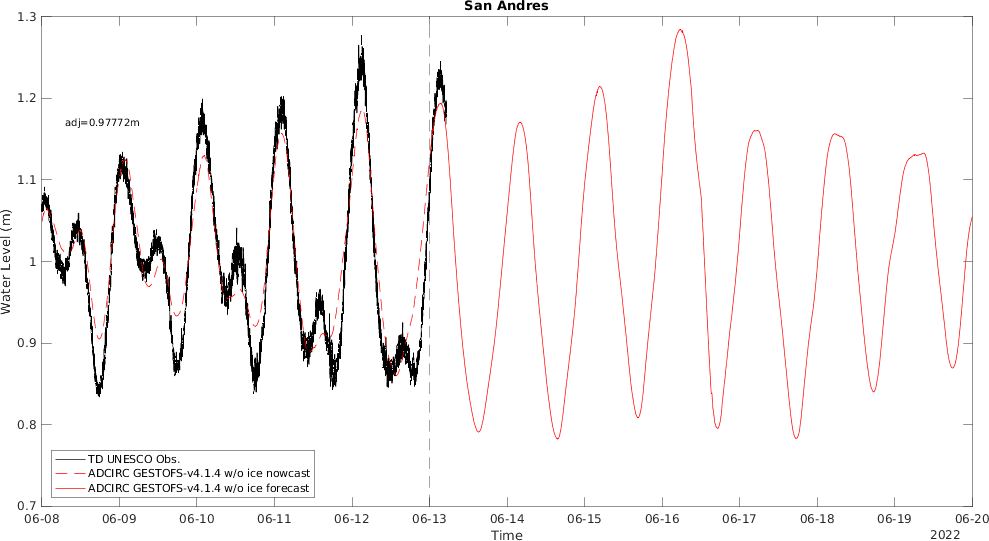 San Andres
1.3
1.2
1.1
1
0.9
0.8
0.7
Water Level (m)
adj=0.97772m
TD UNESCO Obs.
ADCIRC GESTOFS-v4.1.4 w/o ice nowcast
ADCIRC GESTOFS-v4.1.4 w/o ice forecast
06-08 06-09 06-10 06-11 06-12 06-13 06-14 06-15 06-16 06-17 06-18 06-19 06-20
Time
2022